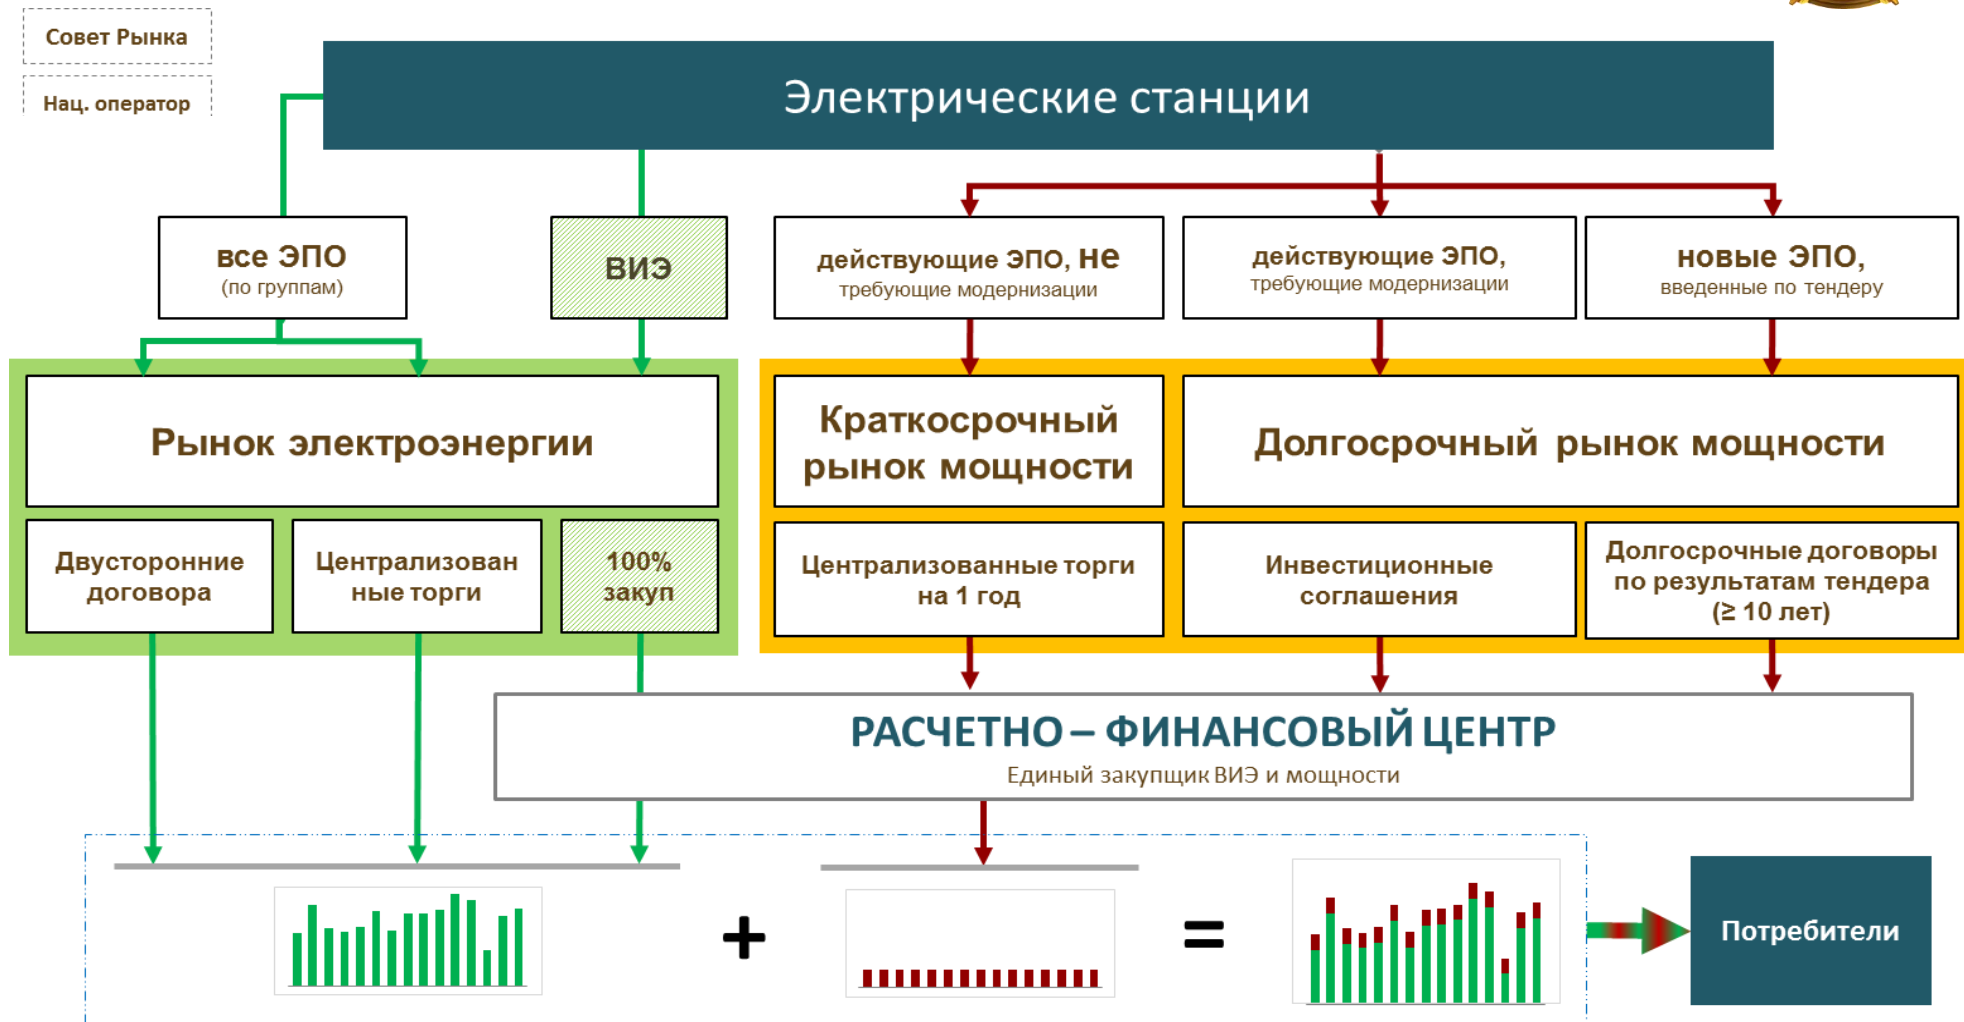 Совет Рынка
Нац. оператор
Электрические станции
все ЭПО
(по группам)
ВИЭ
действующие ЭПО, не
требующие модернизации
действующие ЭПО,
требующие модернизации
новые ЭПО,
введенные по тендеру
Рынок электроэнергии
Краткосрочный
рынок мощности
Долгосрочный рынок мощности
Двусторонние
договора
Централизован
ные торги
100%
закуп
Централизованные торги
на 1 год
Инвестиционные
соглашения
Долгосрочные договоры
по результатам тендера
(≥ 10 лет)
РАСЧЕТНО – ФИНАНСОВЫЙ ЦЕНТР
Единый закупщик ВИЭ и мощности
+
=
Потребители